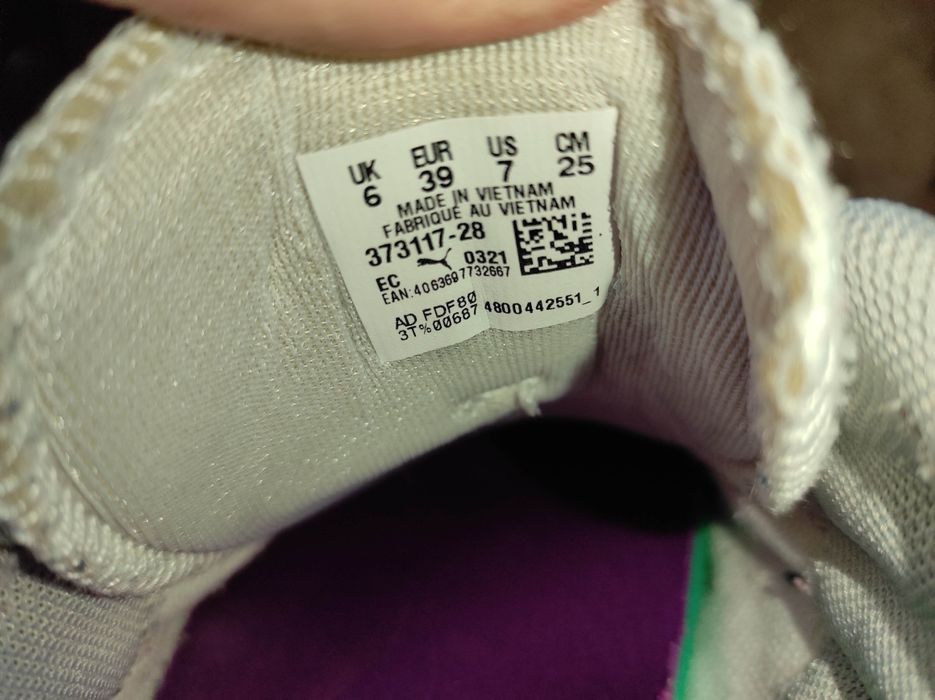 UK EUR US CM
6 39 7 25
MADE IN VIETNAM
FABRIQUÉ AU VIETNAM
373117-28
EC 0321
EAN:4063697732667
AD FDF80
3T%00687 4800442551_1